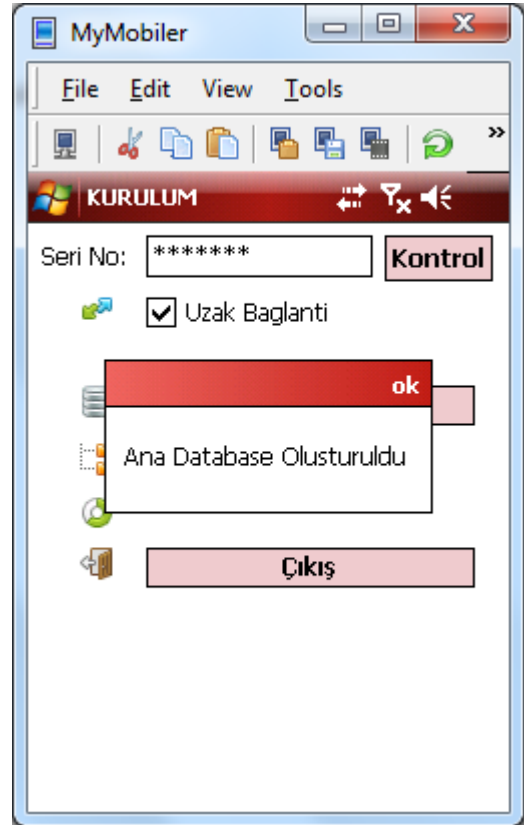 MyMobiler
File Edit View Tools
»
KURULUM
Seri No: ******* Kontrol
Uzak Baglanti
ok
Ana Database Olusturuldu
Çıkış